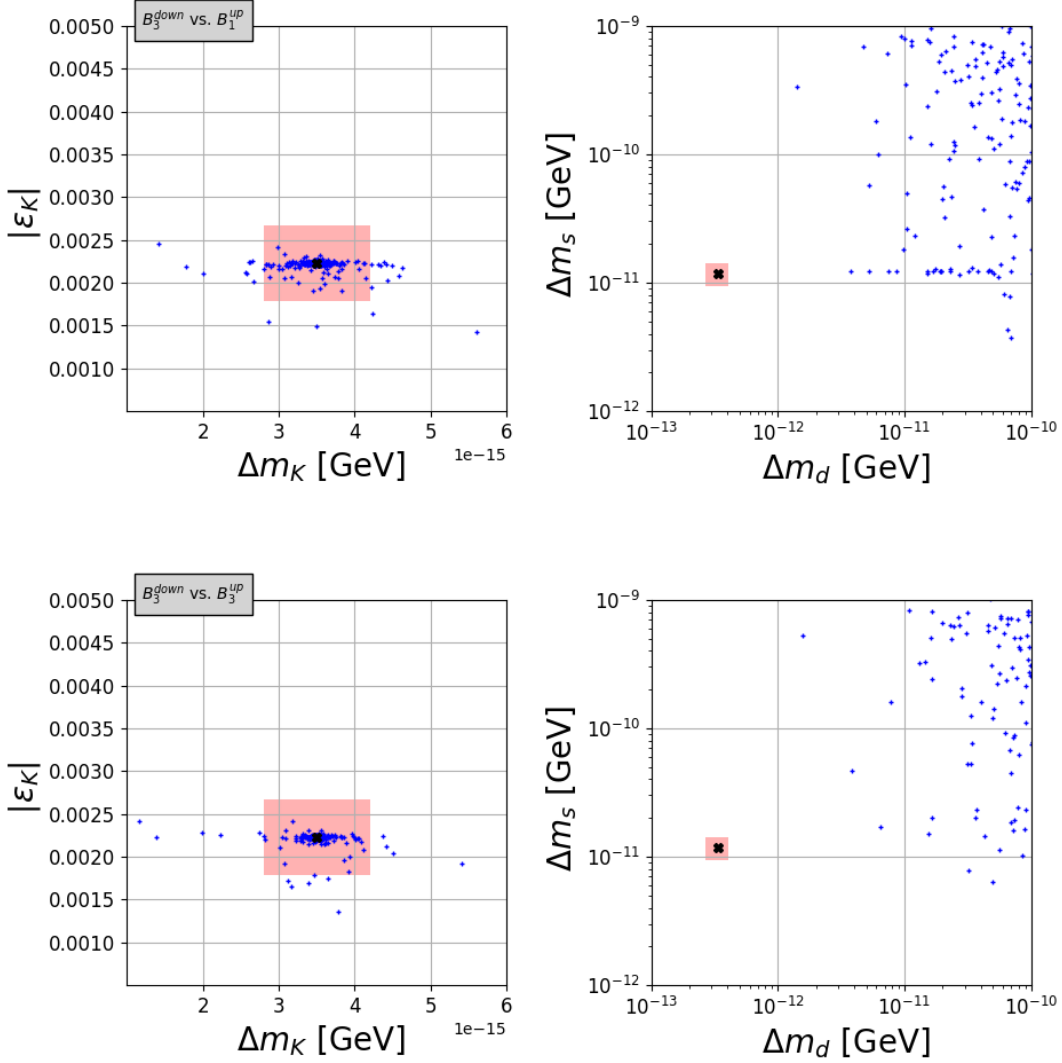 B₃^down vs. B₁^up
|ε_K|
0.0050
0.0045
0.0040
0.0035
0.0030
0.0025
0.0020
0.0015
0.0010
2 3 4 5 6
1e−15
Δm_K [GeV]
Δm_s [GeV]
10⁻⁹
10⁻¹⁰
10⁻¹¹
10⁻¹²
10⁻¹³ 10⁻¹² 10⁻¹¹ 10⁻¹⁰
Δm_d [GeV]
B₃^down vs. B₃^up
|ε_K|
0.0050
0.0045
0.0040
0.0035
0.0030
0.0025
0.0020
0.0015
0.0010
2 3 4 5 6
1e−15
Δm_K [GeV]
Δm_s [GeV]
10⁻⁹
10⁻¹⁰
10⁻¹¹
10⁻¹²
10⁻¹³ 10⁻¹² 10⁻¹¹ 10⁻¹⁰
Δm_d [GeV]